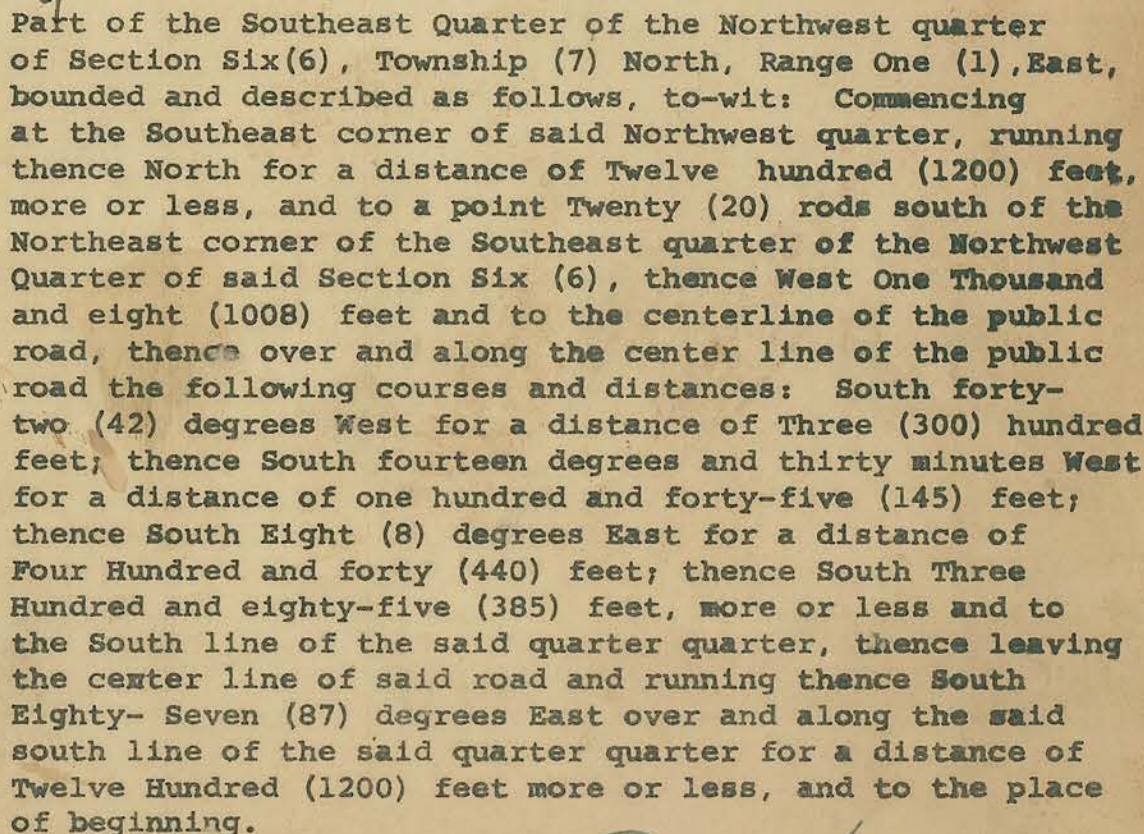 Part of the Southeast Quarter of the Northwest quarter
of Section Six(6), Township (7) North, Range One (1),East,
bounded and described as follows, to-wit: Commencing
at the Southeast corner of said Northwest quarter, running
thence North for a distance of Twelve hundred (1200) feet,
more or less, and to a point Twenty (20) rods south of the
Northeast corner of the Southeast quarter of the Northwest
Quarter of said Section Six (6), thence West One Thousand
and eight (1008) feet and to the centerline of the public
road, thence over and along the center line of the public
road the following courses and distances: South forty-
two (42) degrees West for a distance of Three (300) hundred
feet; thence South fourteen degrees and thirty minutes West
for a distance of one hundred and forty-five (145) feet;
thence South Eight (8) degrees East for a distance of
Four Hundred and forty (440) feet; thence South Three
Hundred and eighty-five (385) feet, more or less and to
the South line of the said quarter quarter, thence leaving
the center line of said road and running thence South
Eighty- Seven (87) degrees East over and along the said
south line of the said quarter quarter for a distance of
Twelve Hundred (1200) feet more or less, and to the place
of beginning.